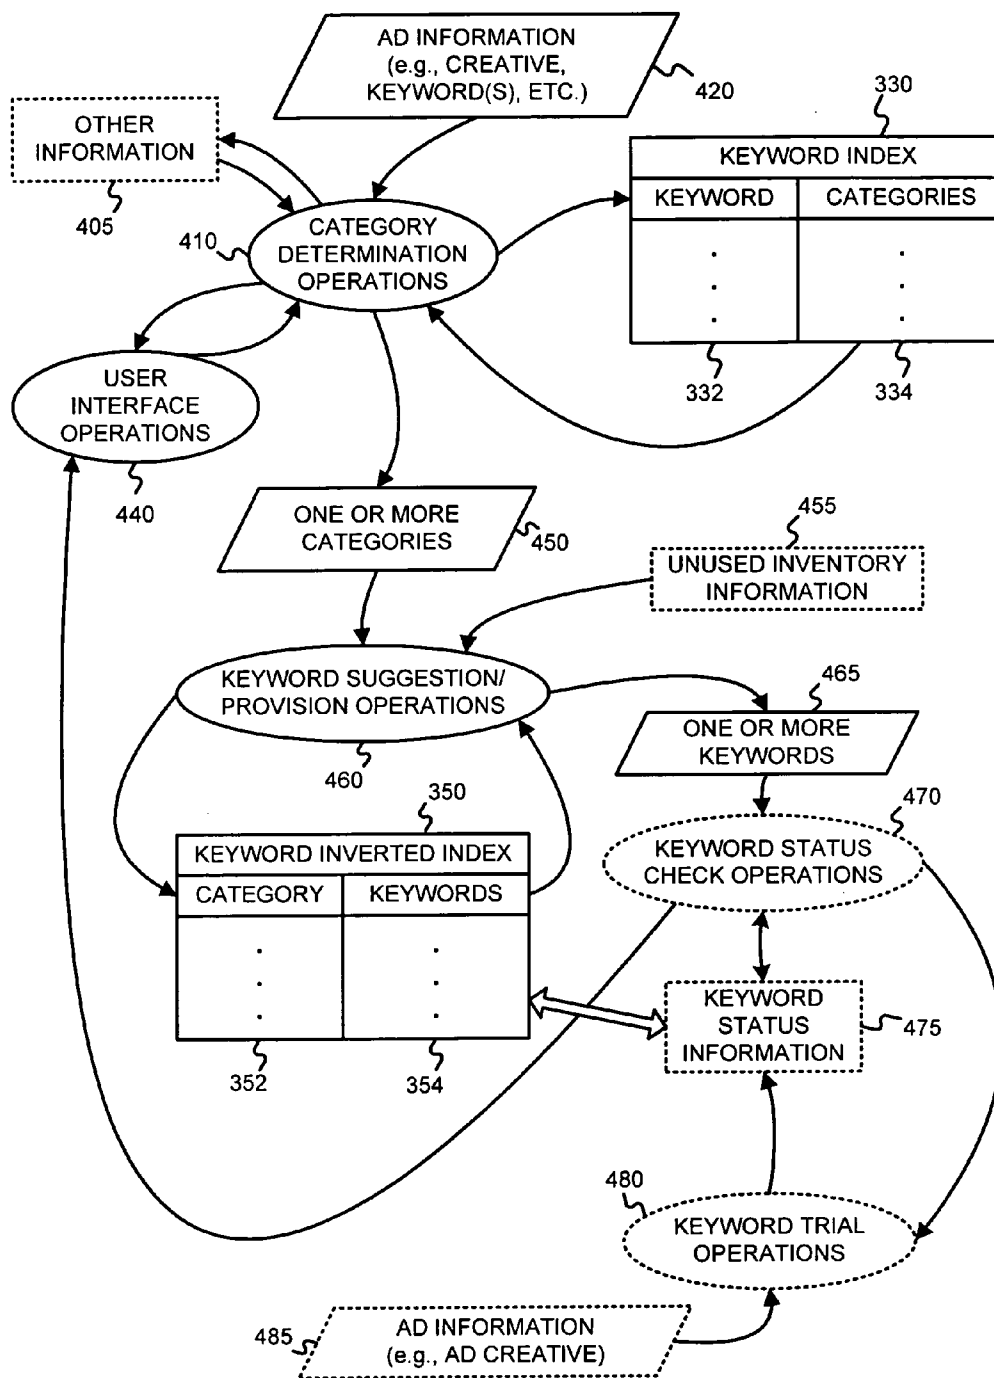 AD INFORMATION
(e.g., CREATIVE,
KEYWORD(S), ETC.)
420
330
OTHER
INFORMATION
405
KEYWORD INDEX
KEYWORD
CATEGORIES
332
334
410
CATEGORY
DETERMINATION
OPERATIONS
USER
INTERFACE
OPERATIONS
440
ONE OR MORE
CATEGORIES
450
455
UNUSED INVENTORY
INFORMATION
KEYWORD SUGGESTION/
PROVISION OPERATIONS
460
465
ONE OR MORE
KEYWORDS
350
KEYWORD INVERTED INDEX
CATEGORY
KEYWORDS
352
354
470
KEYWORD STATUS
CHECK OPERATIONS
KEYWORD
STATUS
INFORMATION
475
480
KEYWORD TRIAL
OPERATIONS
485
AD INFORMATION
(e.g., AD CREATIVE)